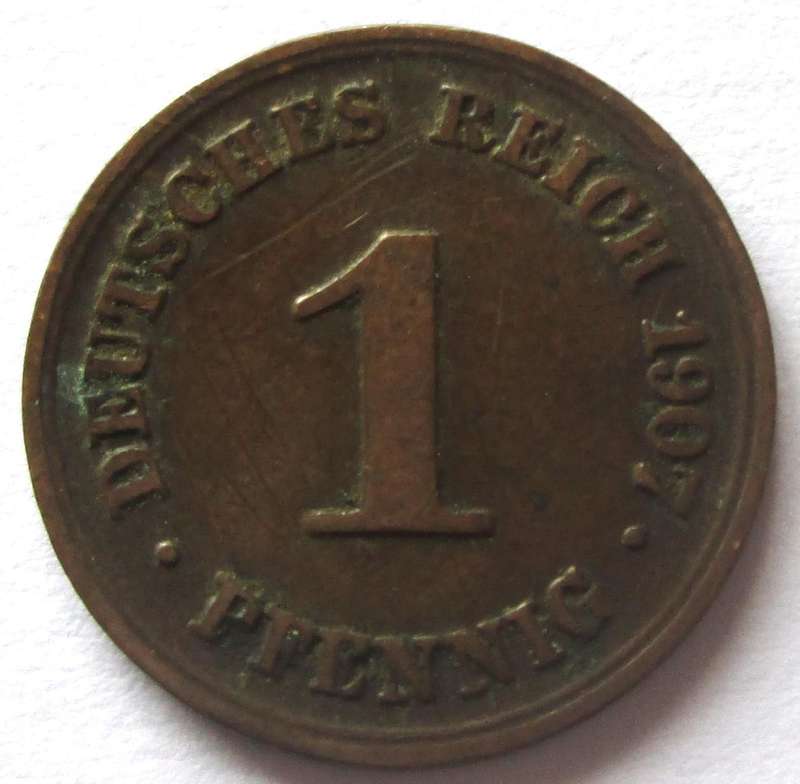 DEUTSCHES REICH 1907
1
· PFENNIG ·